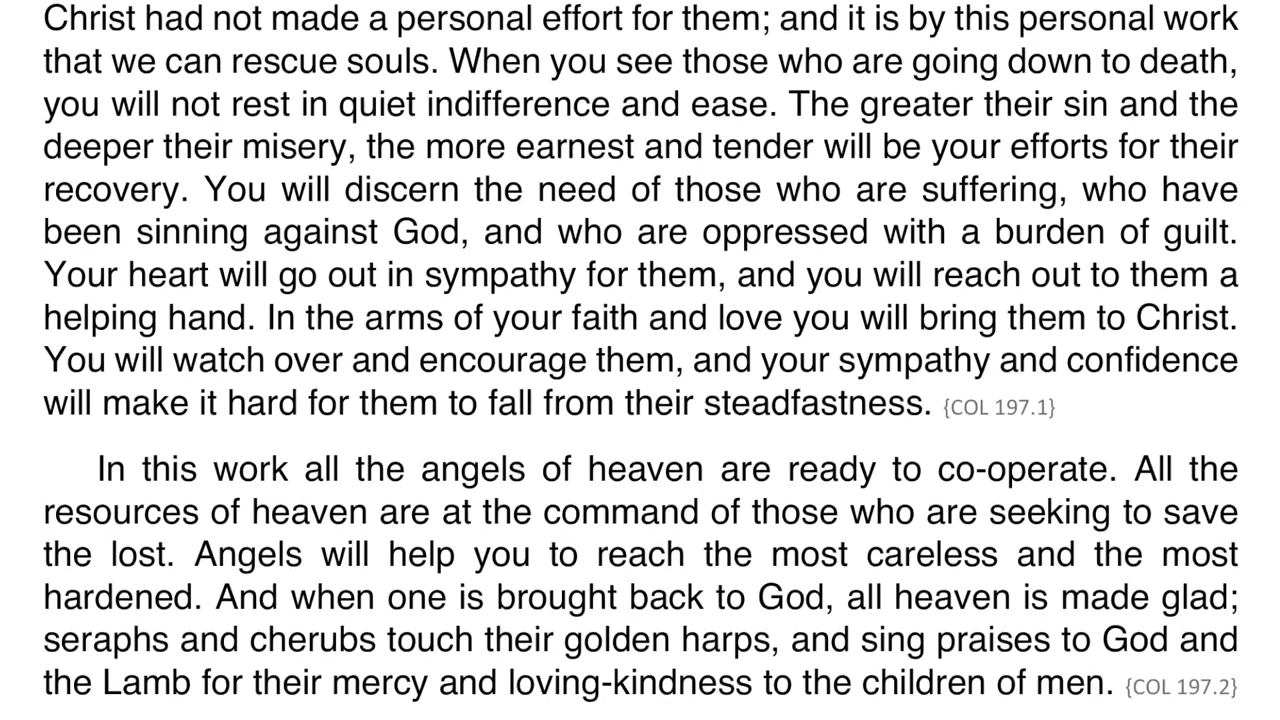 Christ had not made a personal effort for them; and it is by this personal work
that we can rescue souls. When you see those who are going down to death,
you will not rest in quiet indifference and ease. The greater their sin and the
deeper their misery, the more earnest and tender will be your efforts for their
recovery. You will discern the need of those who are suffering, who have
been sinning against God, and who are oppressed with a burden of guilt.
Your heart will go out in sympathy for them, and you will reach out to them a
helping hand. In the arms of your faith and love you will bring them to Christ.
You will watch over and encourage them, and your sympathy and confidence
will make it hard for them to fall from their steadfastness. {COL 197.1}
In this work all the angels of heaven are ready to co-operate. All the
resources of heaven are at the command of those who are seeking to save
the lost. Angels will help you to reach the most careless and the most
hardened. And when one is brought back to God, all heaven is made glad;
seraphs and cherubs touch their golden harps, and sing praises to God and
the Lamb for their mercy and loving-kindness to the children of men. {COL 197.2}